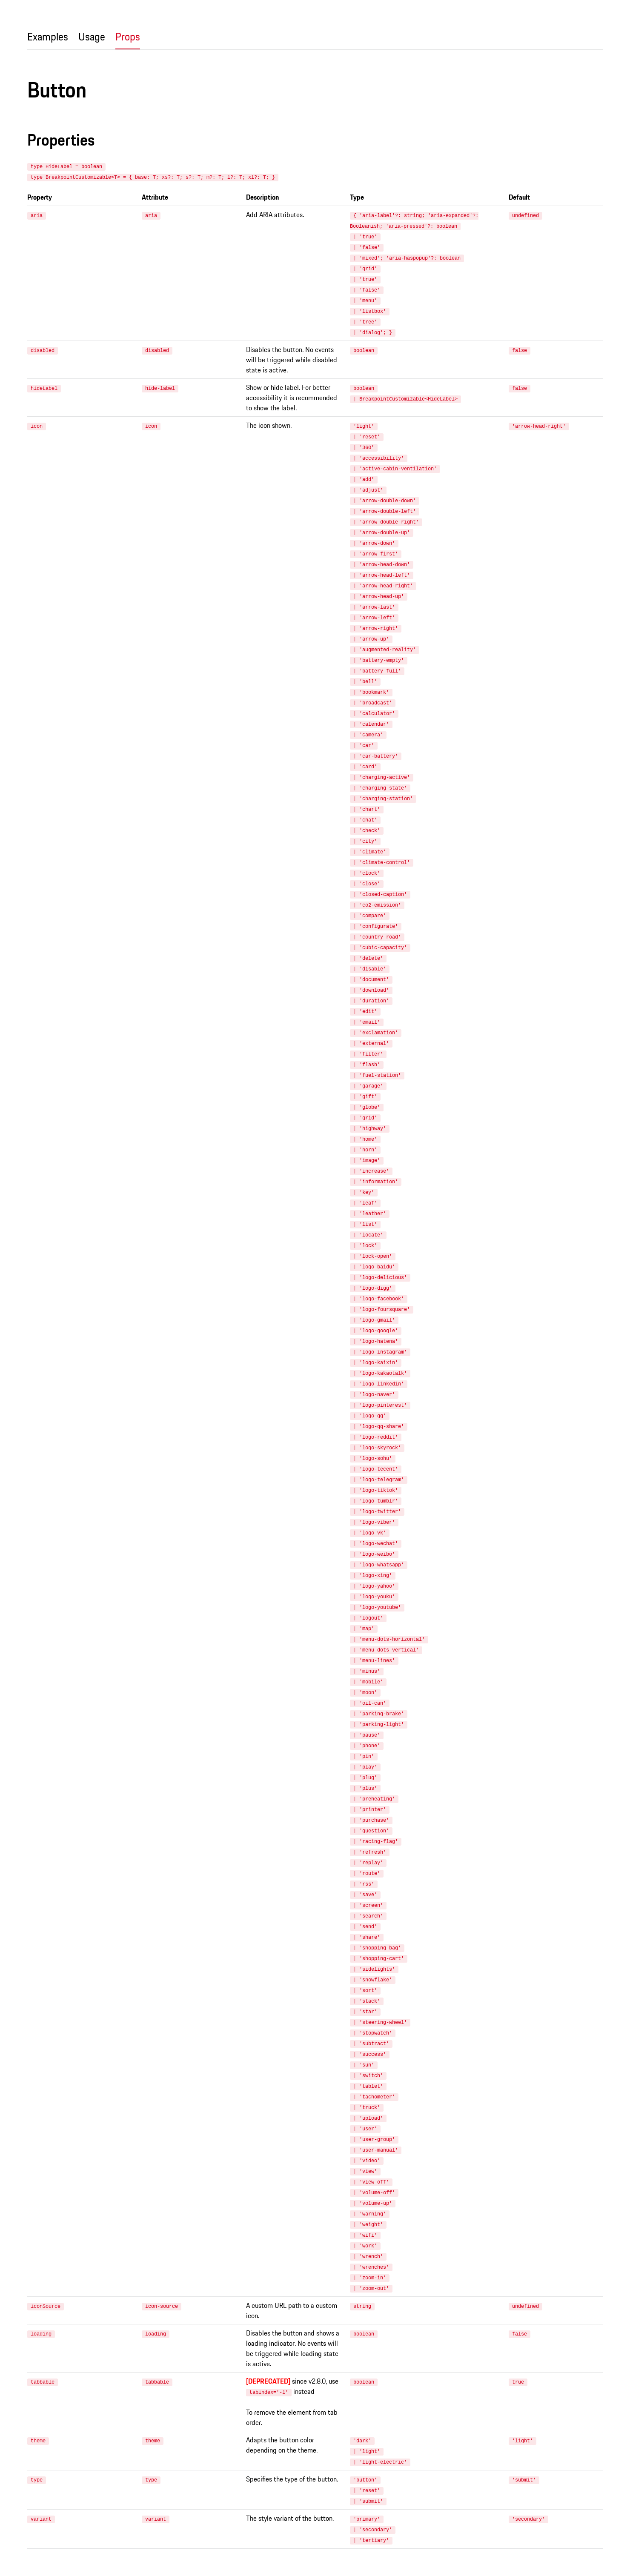 Examples Usage Props
Button
Properties
type HideLabel = boolean
type BreakpointCustomizable<T> = { base: T; xs?: T; s?: T; m?: T; l?: T; xl?: T; }
Property Attribute Description Type Default
aria aria Add ARIA attributes. { 'aria-label'?: string; 'aria-expanded'?: undefined
Booleanish; 'aria-pressed'?: boolean
| 'true'
| 'false'
| 'mixed'; 'aria-haspopup'?: boolean
| 'grid'
| 'true'
| 'false'
| 'menu'
| 'listbox'
| 'tree'
| 'dialog'; }
disabled disabled Disables the button. No events boolean false
will be triggered while disabled
state is active.
hideLabel hide-label Show or hide label. For better boolean false
accessibility it is recommended | BreakpointCustomizable<HideLabel>
to show the label.
icon icon The icon shown. 'light' 'arrow-head-right'
| 'reset'
| '360'
| 'accessibility'
| 'active-cabin-ventilation'
| 'add'
| 'adjust'
| 'arrow-double-down'
| 'arrow-double-left'
| 'arrow-double-right'
| 'arrow-double-up'
| 'arrow-down'
| 'arrow-first'
| 'arrow-head-down'
| 'arrow-head-left'
| 'arrow-head-right'
| 'arrow-head-up'
| 'arrow-last'
| 'arrow-left'
| 'arrow-right'
| 'arrow-up'
| 'augmented-reality'
| 'battery-empty'
| 'battery-full'
| 'bell'
| 'bookmark'
| 'broadcast'
| 'calculator'
| 'calendar'
| 'camera'
| 'car'
| 'car-battery'
| 'card'
| 'charging-active'
| 'charging-state'
| 'charging-station'
| 'chart'
| 'chat'
| 'check'
| 'city'
| 'climate'
| 'climate-control'
| 'clock'
| 'close'
| 'closed-caption'
| 'co2-emission'
| 'compare'
| 'configurate'
| 'country-road'
| 'cubic-capacity'
| 'delete'
| 'disable'
| 'document'
| 'download'
| 'duration'
| 'edit'
| 'email'
| 'exclamation'
| 'external'
| 'filter'
| 'flash'
| 'fuel-station'
| 'garage'
| 'gift'
| 'globe'
| 'grid'
| 'highway'
| 'home'
| 'horn'
| 'image'
| 'increase'
| 'information'
| 'key'
| 'leaf'
| 'leather'
| 'list'
| 'locate'
| 'lock'
| 'lock-open'
| 'logo-baidu'
| 'logo-delicious'
| 'logo-digg'
| 'logo-facebook'
| 'logo-foursquare'
| 'logo-gmail'
| 'logo-google'
| 'logo-hatena'
| 'logo-instagram'
| 'logo-kaixin'
| 'logo-kakaotalk'
| 'logo-linkedin'
| 'logo-naver'
| 'logo-pinterest'
| 'logo-qq'
| 'logo-qq-share'
| 'logo-reddit'
| 'logo-skyrock'
| 'logo-sohu'
| 'logo-tecent'
| 'logo-telegram'
| 'logo-tiktok'
| 'logo-tumblr'
| 'logo-twitter'
| 'logo-viber'
| 'logo-vk'
| 'logo-wechat'
| 'logo-weibo'
| 'logo-whatsapp'
| 'logo-xing'
| 'logo-yahoo'
| 'logo-youku'
| 'logo-youtube'
| 'logout'
| 'map'
| 'menu-dots-horizontal'
| 'menu-dots-vertical'
| 'menu-lines'
| 'minus'
| 'mobile'
| 'moon'
| 'oil-can'
| 'parking-brake'
| 'parking-light'
| 'pause'
| 'phone'
| 'pin'
| 'play'
| 'plug'
| 'plus'
| 'preheating'
| 'printer'
| 'purchase'
| 'question'
| 'racing-flag'
| 'refresh'
| 'replay'
| 'route'
| 'rss'
| 'save'
| 'screen'
| 'search'
| 'send'
| 'share'
| 'shopping-bag'
| 'shopping-cart'
| 'sidelights'
| 'snowflake'
| 'sort'
| 'stack'
| 'star'
| 'steering-wheel'
| 'stopwatch'
| 'subtract'
| 'success'
| 'sun'
| 'switch'
| 'tablet'
| 'tachometer'
| 'truck'
| 'upload'
| 'user'
| 'user-group'
| 'user-manual'
| 'video'
| 'view'
| 'view-off'
| 'volume-off'
| 'volume-up'
| 'warning'
| 'weight'
| 'wifi'
| 'work'
| 'wrench'
| 'wrenches'
| 'zoom-in'
| 'zoom-out'
iconSource icon-source A custom URL path to a custom string undefined
icon.
loading loading Disables the button and shows a boolean false
loading indicator. No events will
be triggered while loading state
is active.
tabbable tabbable [DEPRECATED] since v2.8.0, use boolean true
tabindex='-1' instead
To remove the element from tab
order.
theme theme Adapts the button color 'dark' 'light'
depending on the theme. | 'light'
| 'light-electric'
type type Specifies the type of the button. 'button' 'submit'
| 'reset'
| 'submit'
variant variant The style variant of the button. 'primary' 'secondary'
| 'secondary'
| 'tertiary'